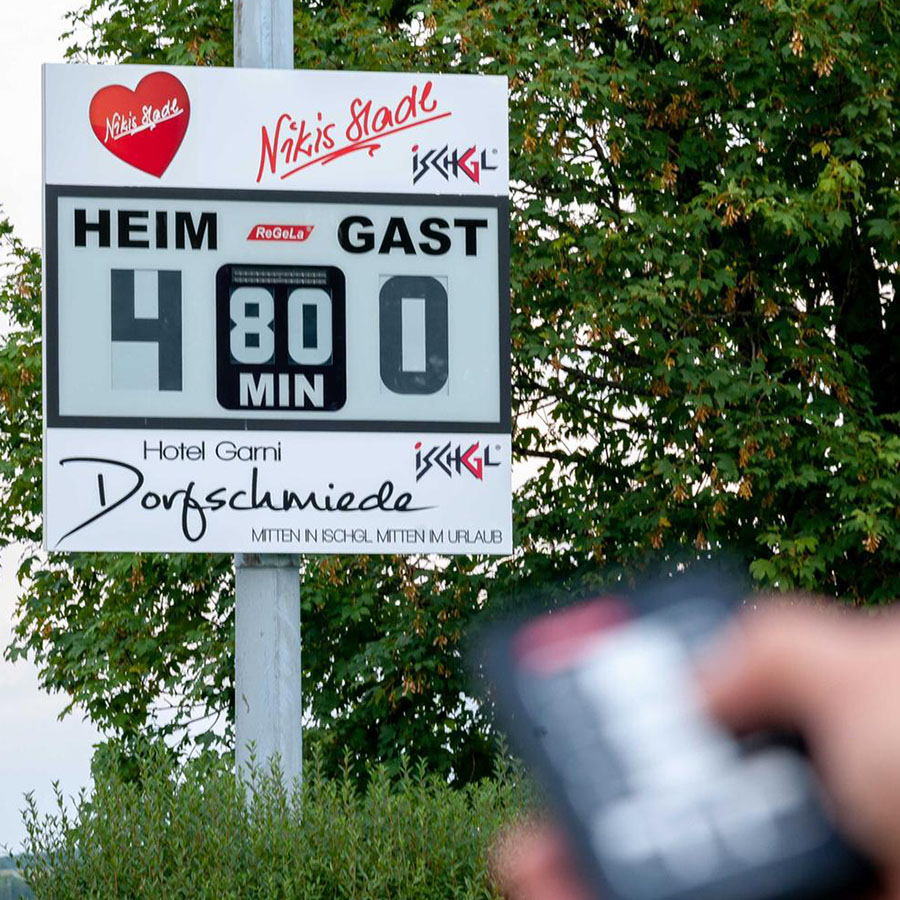 Nikis Stadl
Nikis Stadl
ISCHGL®
HEIM ReGeLa® GAST
4 80 0
MIN
Hotel Garni
ISCHGL®
Dorfschmiede
MITTEN IN ISCHGL MITTEN IM URLAUB